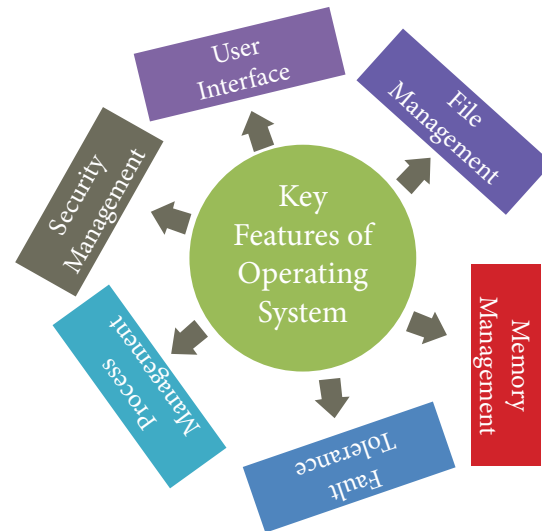 User
Interface
File
Management
Security
Management
Key
Features of
Operating
System
Memory
Management
Process
Management
Fault
Tolerance